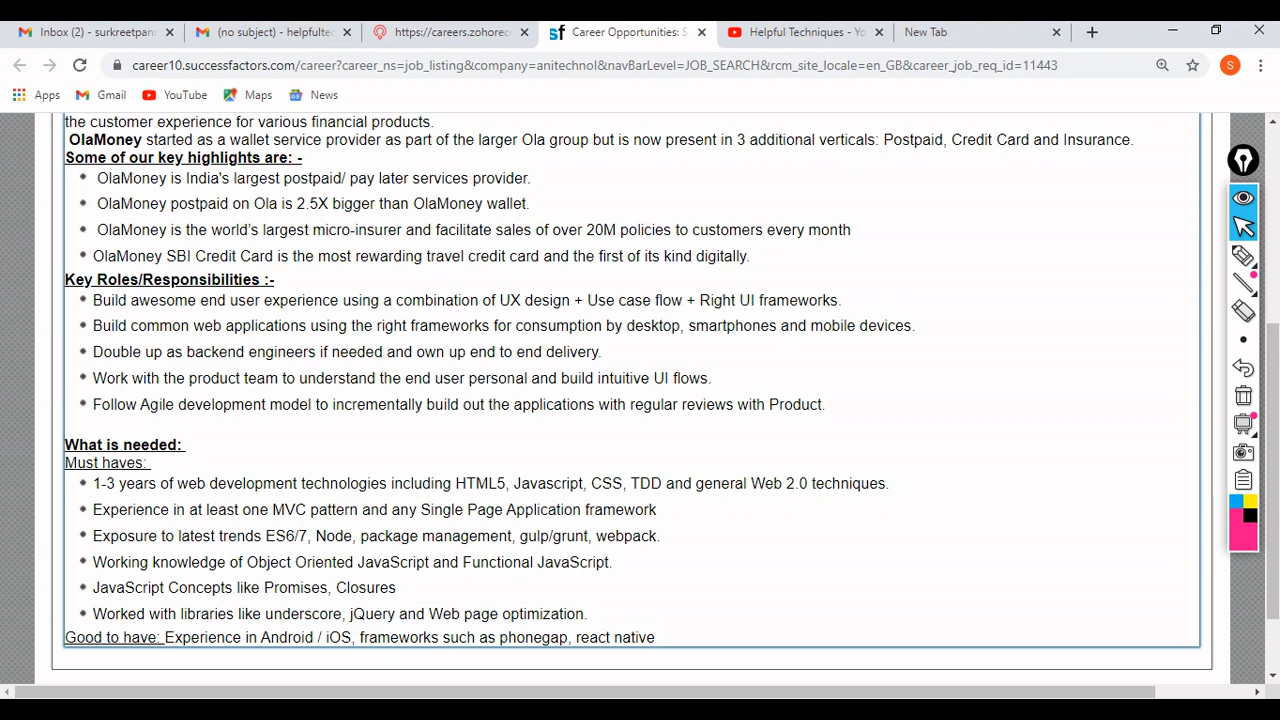 Inbox (2) - surkreetpan
(no subject) - helpfultec
https://careers.zohorec
Career Opportunities: S
Helpful Techniques - Yo
New Tab
career10.successfactors.com/career?career_ns=job_listing&company=anitechnol&navBarLevel=JOB_SEARCH&rcm_site_locale=en_GB&career_job_req_id=11443
S
Apps
Gmail
YouTube
Maps
News
the customer experience for various financial products.
OlaMoney started as a wallet service provider as part of the larger Ola group but is now present in 3 additional verticals: Postpaid, Credit Card and Insurance.
Some of our key highlights are: -
OlaMoney is India's largest postpaid/ pay later services provider.
OlaMoney postpaid on Ola is 2.5X bigger than OlaMoney wallet.
OlaMoney is the world’s largest micro-insurer and facilitate sales of over 20M policies to customers every month
OlaMoney SBI Credit Card is the most rewarding travel credit card and the first of its kind digitally.
Key Roles/Responsibilities :-
Build awesome end user experience using a combination of UX design + Use case flow + Right UI frameworks.
Build common web applications using the right frameworks for consumption by desktop, smartphones and mobile devices.
Double up as backend engineers if needed and own up end to end delivery.
Work with the product team to understand the end user personal and build intuitive UI flows.
Follow Agile development model to incrementally build out the applications with regular reviews with Product.
What is needed:
Must haves:
1-3 years of web development technologies including HTML5, Javascript, CSS, TDD and general Web 2.0 techniques.
Experience in at least one MVC pattern and any Single Page Application framework
Exposure to latest trends ES6/7, Node, package management, gulp/grunt, webpack.
Working knowledge of Object Oriented JavaScript and Functional JavaScript.
JavaScript Concepts like Promises, Closures
Worked with libraries like underscore, jQuery and Web page optimization.
Good to have: Experience in Android / iOS, frameworks such as phonegap, react native